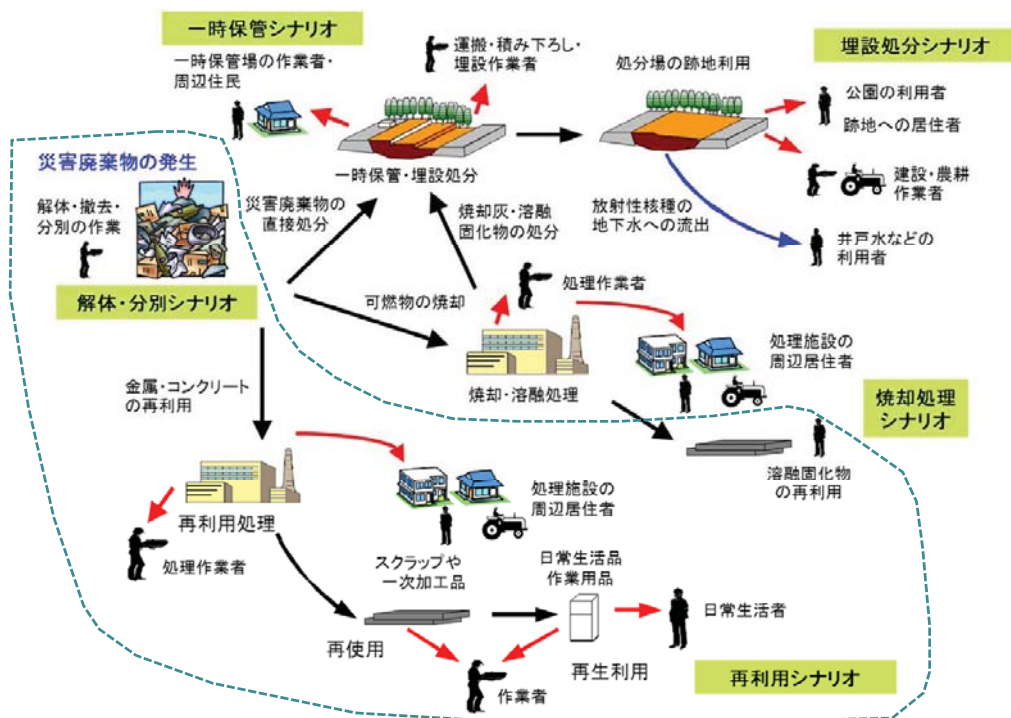 一時保管シナリオ
一時保管場の作業者・
周辺住民
運搬・積み下ろし・
埋設作業者
処分場の跡地利用
埋設処分シナリオ
公園の利用者
跡地への居住者
建設・農耕
作業者
井戸水などの
利用者
一時保管・埋設処分
放射性核種の
地下水への流出
災害廃棄物の発生
解体・撤去・
分別の作業
災害廃棄物の
直接処分
焼却灰・溶融
固化物の処分
解体・分別シナリオ
可燃物の焼却
処理作業者
焼却・溶融処理
処理施設の
周辺居住者
焼却処理
シナリオ
金属・コンクリート
の再利用
溶融固化物
の再利用
再利用処理
処理施設の
周辺居住者
処理作業者
スクラップや
一次加工品
日常生活品
作業用品
再使用
再生利用
日常生活者
作業者
再利用シナリオ